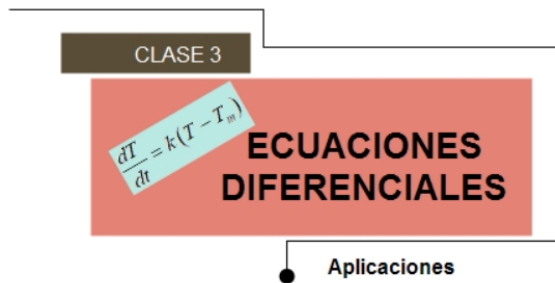 CLASE 3
dT/dt = k(T − T_m)
ECUACIONES
DIFERENCIALES
Aplicaciones